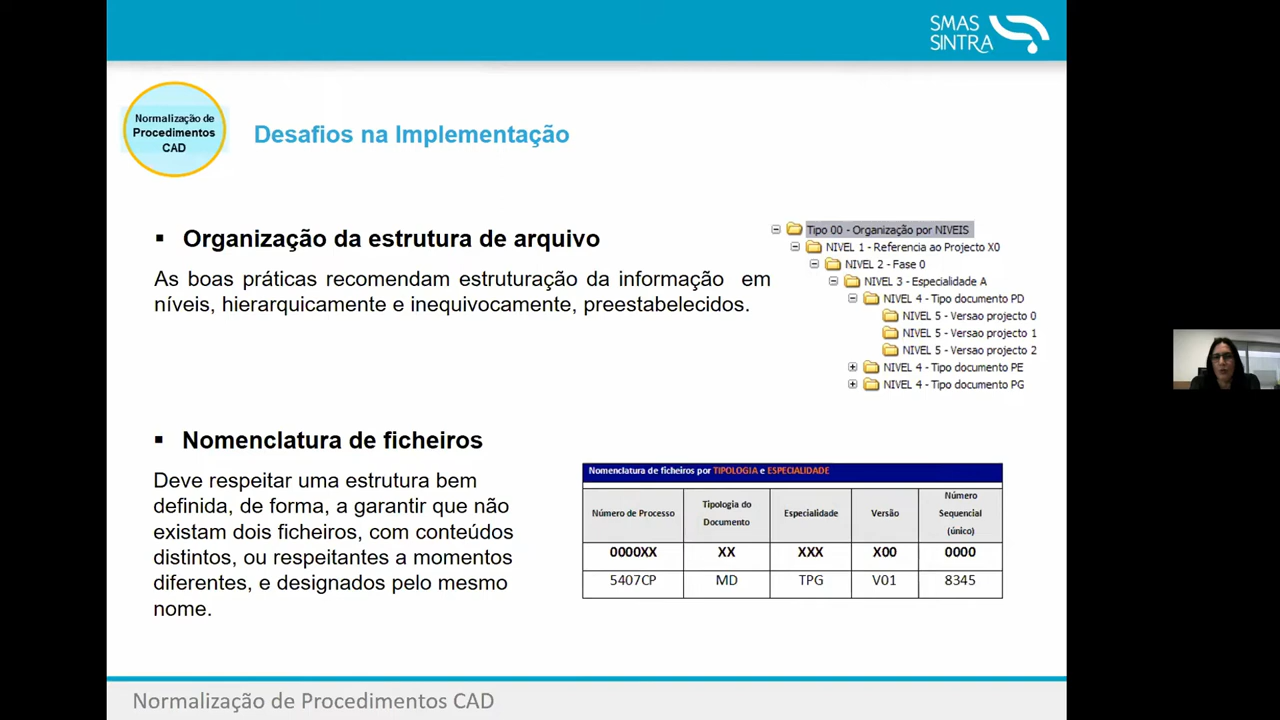 SMAS
SINTRA
Normalização de
Procedimentos
CAD
Desafios na Implementação
▪ Organização da estrutura de arquivo
As boas práticas recomendam estruturação da informação em
níveis, hierarquicamente e inequivocamente, preestabelecidos.
Tipo 00 - Organização por NIVEIS
NIVEL 1 - Referencia ao Projecto X0
NIVEL 2 - Fase 0
NIVEL 3 - Especialidade A
NIVEL 4 - Tipo documento PD
NIVEL 5 - Versao projecto 0
NIVEL 5 - Versao projecto 1
NIVEL 5 - Versao projecto 2
NIVEL 4 - Tipo documento PE
NIVEL 4 - Tipo documento PG
▪ Nomenclatura de ficheiros
Deve respeitar uma estrutura bem
definida, de forma, a garantir que não
existam dois ficheiros, com conteúdos
distintos, ou respeitantes a momentos
diferentes, e designados pelo mesmo
nome.
Nomenclatura de ficheiros por TIPOLOGIA e ESPECIALIDADE
Número de Processo
Tipologia do
Documento
Especialidade
Versão
Número
Sequencial
(único)
0000XX XX XXX X00 0000
5407CP MD TPG V01 8345
Normalização de Procedimentos CAD